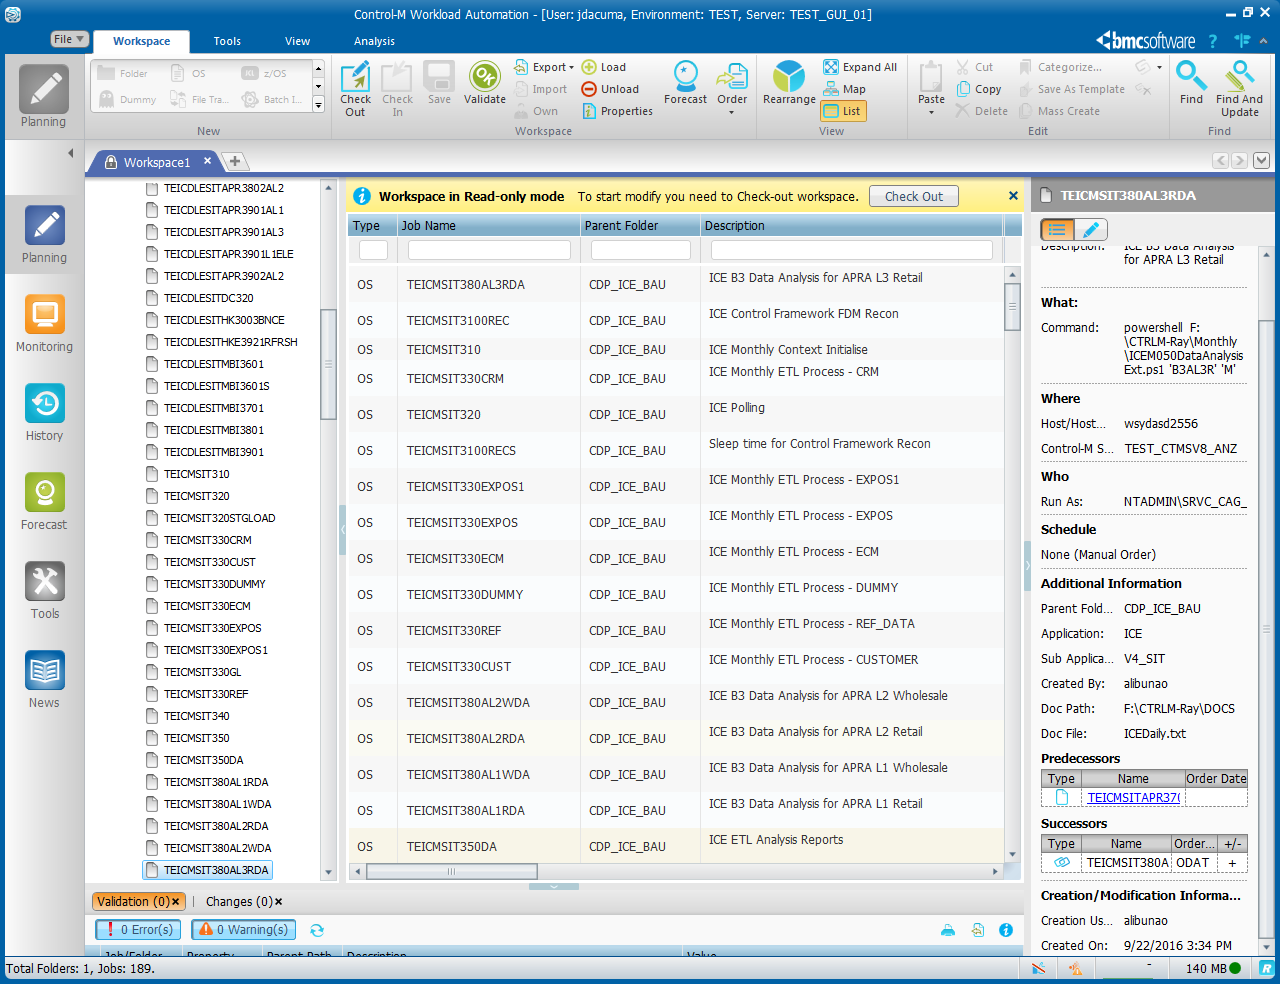 Control-M Workload Automation - [User: jdacuma, Environment: TEST, Server: TEST_GUI_01]
File Workspace Tools View Analysis
bmcsoftware ?
Planning
Folder OS z/OS
Dummy File Tra... Batch I...
New
Check Out
Check In
Save
Validate
Export
Import
Own
Load
Unload
Properties
Workspace
Forecast
Order
Rearrange
Expand All
Map
List
View
Paste
Cut
Copy
Delete
Categorize...
Save As Template
Mass Create
Edit
Find
Find And Update
Find
Workspace1
Planning
Monitoring
History
Forecast
Tools
News
TEICDLESITAPR3802AL2
TEICDLESITAPR3901AL1
TEICDLESITAPR3901AL3
TEICDLESITAPR3901L1ELE
TEICDLESITAPR3902AL2
TEICDLESITDC320
TEICDLESITHK3003BNCE
TEICDLESITHKE3921RFRSH
TEICDLESITMBI3601
TEICDLESITMBI3601S
TEICDLESITMBI3701
TEICDLESITMBI3801
TEICDLESITMBI3901
TEICMSIT310
TEICMSIT320
TEICMSIT320STGLOAD
TEICMSIT330CRM
TEICMSIT330CUST
TEICMSIT330DUMMY
TEICMSIT330ECM
TEICMSIT330EXPOS
TEICMSIT330EXPOS1
TEICMSIT330GL
TEICMSIT330REF
TEICMSIT340
TEICMSIT350
TEICMSIT350DA
TEICMSIT380AL1RDA
TEICMSIT380AL1WDA
TEICMSIT380AL2RDA
TEICMSIT380AL2WDA
TEICMSIT380AL3RDA
Workspace in Read-only mode To start modify you need to Check-out workspace. Check Out
Type Job Name Parent Folder Description
OS TEICMSIT380AL3RDA CDP_ICE_BAU ICE B3 Data Analysis for APRA L3 Retail
OS TEICMSIT3100REC CDP_ICE_BAU ICE Control Framework FDM Recon
OS TEICMSIT310 CDP_ICE_BAU ICE Monthly Context Initialise
OS TEICMSIT330CRM CDP_ICE_BAU ICE Monthly ETL Process - CRM
OS TEICMSIT320 CDP_ICE_BAU ICE Polling
OS TEICMSIT3100RECS CDP_ICE_BAU Sleep time for Control Framework Recon
OS TEICMSIT330EXPOS1 CDP_ICE_BAU ICE Monthly ETL Process - EXPOS1
OS TEICMSIT330EXPOS CDP_ICE_BAU ICE Monthly ETL Process - EXPOS
OS TEICMSIT330ECM CDP_ICE_BAU ICE Monthly ETL Process - ECM
OS TEICMSIT330DUMMY CDP_ICE_BAU ICE Monthly ETL Process - DUMMY
OS TEICMSIT330REF CDP_ICE_BAU ICE Monthly ETL Process - REF_DATA
OS TEICMSIT330CUST CDP_ICE_BAU ICE Monthly ETL Process - CUSTOMER
OS TEICMSIT380AL2WDA CDP_ICE_BAU ICE B3 Data Analysis for APRA L2 Wholesale
OS TEICMSIT380AL2RDA CDP_ICE_BAU ICE B3 Data Analysis for APRA L2 Retail
OS TEICMSIT380AL1WDA CDP_ICE_BAU ICE B3 Data Analysis for APRA L1 Wholesale
OS TEICMSIT380AL1RDA CDP_ICE_BAU ICE B3 Data Analysis for APRA L1 Retail
OS TEICMSIT350DA CDP_ICE_BAU ICE ETL Analysis Reports
TEICMSIT380AL3RDA
Description: ICE B3 Data Analysis
for APRA L3 Retail
What:
Command: powershell F:
\CTRLM-Ray\Monthly
\ICEM050DataAnalysis
Ext.ps1 'B3AL3R' 'M'
Where
Host/Host... wsydasd2556
Control-M S... TEST_CTMSV8_ANZ
Who
Run As: NTADMIN\SRVC_CAG_
Schedule
None (Manual Order)
Additional Information
Parent Fold... CDP_ICE_BAU
Application: ICE
Sub Applica... V4_SIT
Created By: alibunao
Doc Path: F:\CTRLM-Ray\DOCS
Doc File: ICEDaily.txt
Predecessors
Type Name Order Date
TEICMSITAPR37(
Successors
Type Name Order... +/-
TEICMSIT380A ODAT +
Creation/Modification Informa...
Creation Us... alibunao
Created On: 9/22/2016 3:34 PM
Validation (0) Changes (0)
0 Error(s) 0 Warning(s)
Job/Folder Property Parent Path Description Value
Total Folders: 1, Jobs: 189. 140 MB